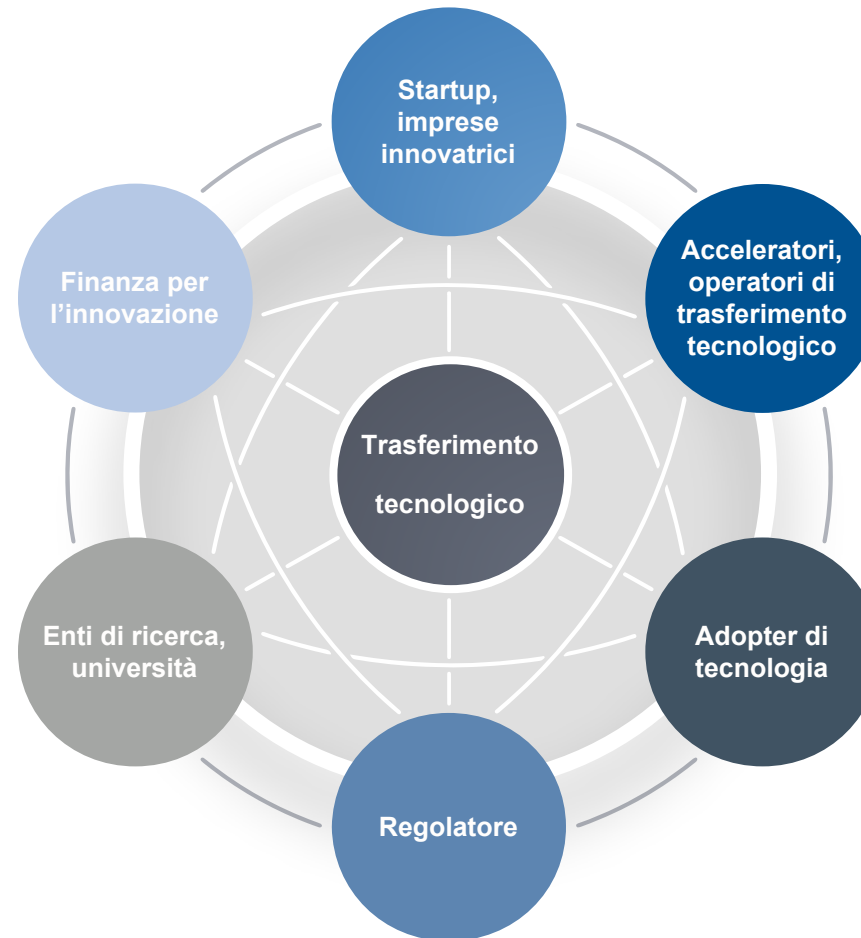 Startup,
imprese
innovatrici
Finanza per
l’innovazione
Acceleratori,
operatori di
trasferimento
tecnologico
Trasferimento
tecnologico
Enti di ricerca,
università
Adopter di
tecnologia
Regolatore